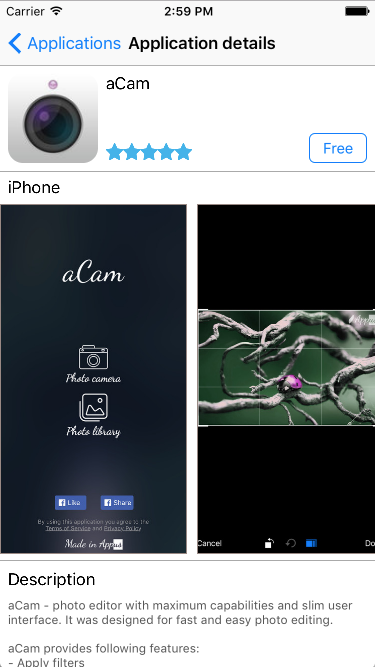 Carrier 2:59 PM
Applications Application details
aCam
Free
iPhone
aCam
Photo camera
Photo library
Like Share
By using this application you agree to the
Terms of Service and Privacy Policy
Made in Appus
Appus
Cancel Do
Description
aCam - photo editor with maximum capabilities and slim user
interface. It was designed for fast and easy photo editing.
aCam provides following features:
- Apply filters